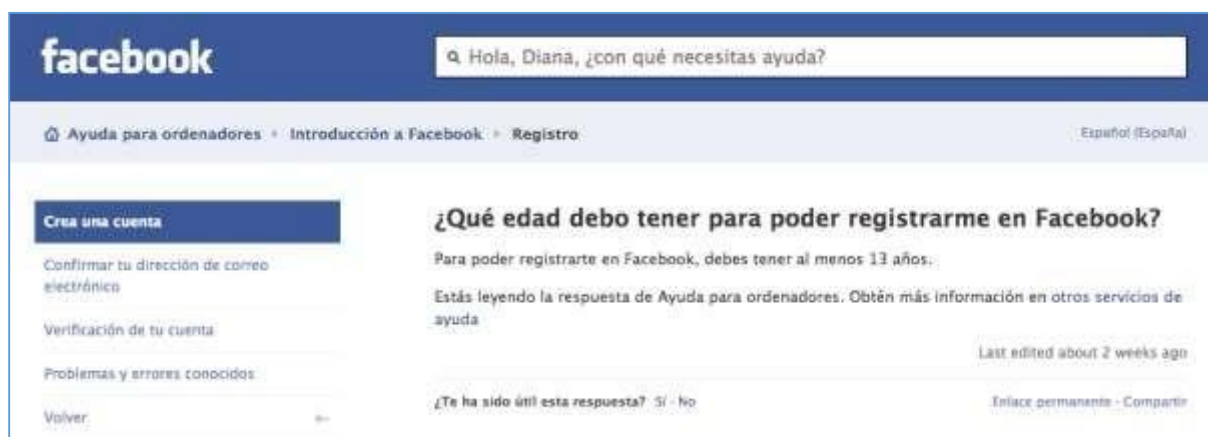 facebook
Hola, Diana, ¿con qué necesitas ayuda?
Ayuda para ordenadores
Introducción a Facebook
Registro
Español (España)
Crea una cuenta
Confirmar tu dirección de correo
electrónico
Verificación de tu cuenta
Problemas y errores conocidos
Volver
¿Qué edad debo tener para poder registrarme en Facebook?
Para poder registrarte en Facebook, debes tener al menos 13 años.
Estás leyendo la respuesta de Ayuda para ordenadores. Obtén más información en otros servicios de
ayuda
Last edited about 2 weeks ago
¿Te ha sido útil esta respuesta? Sí · No
Enlace permanente · Compartir